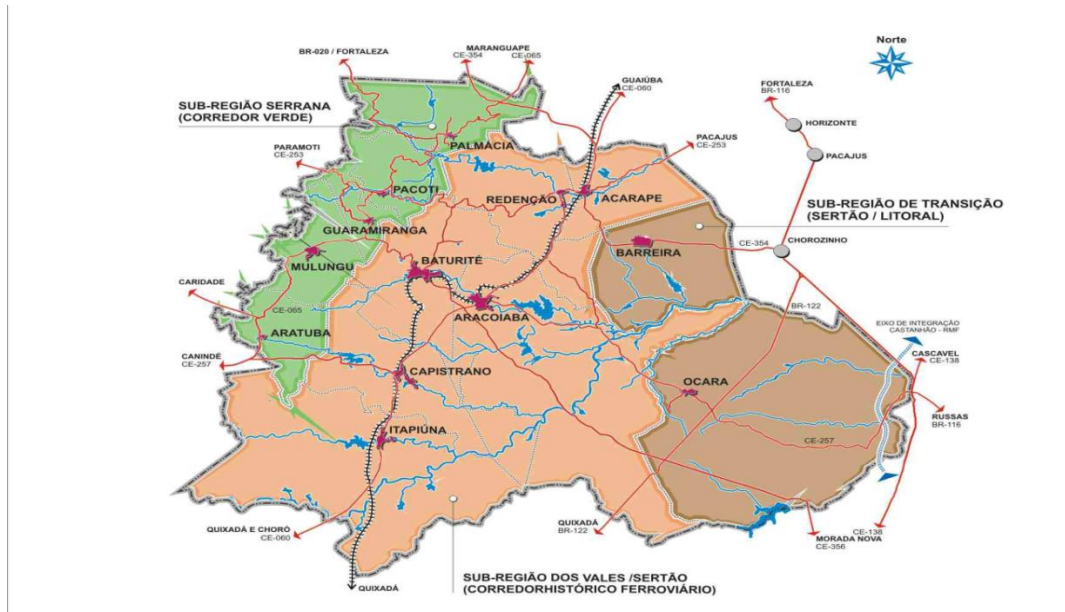 Norte
BR-020 / FORTALEZA
MARANGUAPE
CE-354
CE-065
GUAIÚBA
CE-060
FORTALEZA
BR-116
HORIZONTE
PACAJUS
SUB-REGIÃO SERRANA
(CORREDOR VERDE)
PALMÁCIA
PARAMOTI
CE-253
PACAJUS
CE-253
PACOTI
REDENÇÃO
ACARAPE
SUB-REGIÃO DE TRANSIÇÃO
(SERTÃO / LITORAL)
GUARAMIRANGA
MULUNGU
BATURITÉ
BARREIRA
CE-354
CHOROZINHO
CARIDADE
CE-065
ARACOIABA
BR-122
ARATUBA
EIXO DE INTEGRAÇÃO
CASTANHÃO - RMF
CANINDÉ
CE-257
CAPISTRANO
CASCAVEL
CE-138
OCARA
RUSSAS
BR-116
ITAPIÚNA
CE-257
QUIXADÁ E CHORÓ
CE-060
QUIXADÁ
BR-122
CE-138
MORADA NOVA
CE-356
SUB-REGIÃO DOS VALES /SERTÃO
(CORREDORHISTÓRICO FERROVIÁRIO)
QUIXADÁ